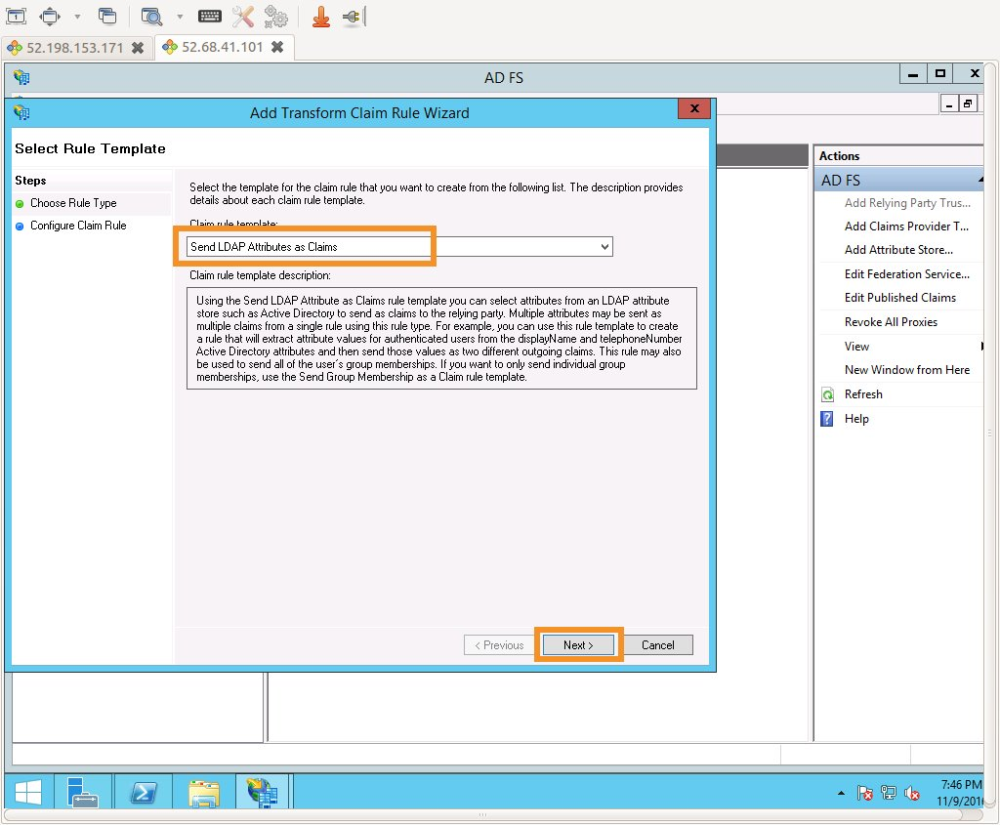 52.198.153.171
52.68.41.101
AD FS
Add Transform Claim Rule Wizard
Select Rule Template
Steps
Choose Rule Type
Configure Claim Rule
Select the template for the claim rule that you want to create from the following list. The description provides
details about each claim rule template.
Claim rule template:
Send LDAP Attributes as Claims
Claim rule template description:
Using the Send LDAP Attribute as Claims rule template you can select attributes from an LDAP attribute
store such as Active Directory to send as claims to the relying party. Multiple attributes may be sent as
multiple claims from a single rule using this rule type. For example, you can use this rule template to create
a rule that will extract attribute values for authenticated users from the displayName and telephoneNumber
Active Directory attributes and then send those values as two different outgoing claims. This rule may also
be used to send all of the user's group memberships. If you want to only send individual group
memberships, use the Send Group Membership as a Claim rule template.
< Previous
Next >
Cancel
Actions
AD FS
Add Relying Party Trus...
Add Claims Provider T...
Add Attribute Store...
Edit Federation Service...
Edit Published Claims
Revoke All Proxies
View
New Window from Here
Refresh
Help
7:46 PM
11/9/201